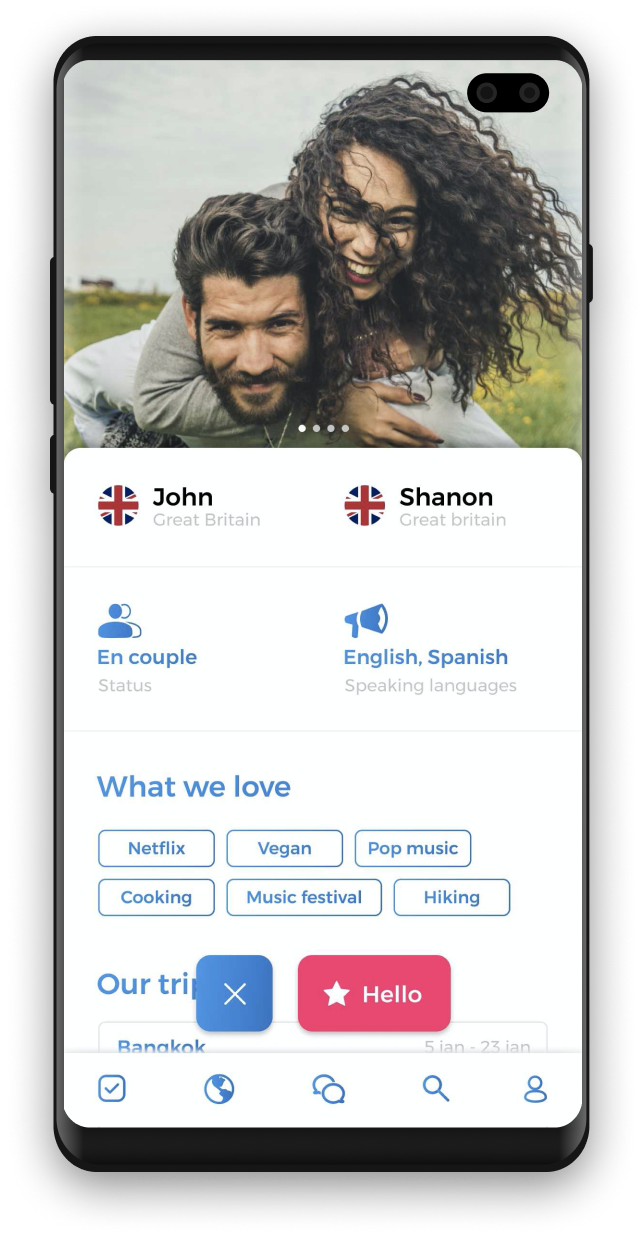 John
Great Britain
Shanon
Great britain
En couple
Status
English, Spanish
Speaking languages
What we love
Netflix
Vegan
Pop music
Cooking
Music festival
Hiking
Our
Hello
Bangkok
5 jan - 23 jan